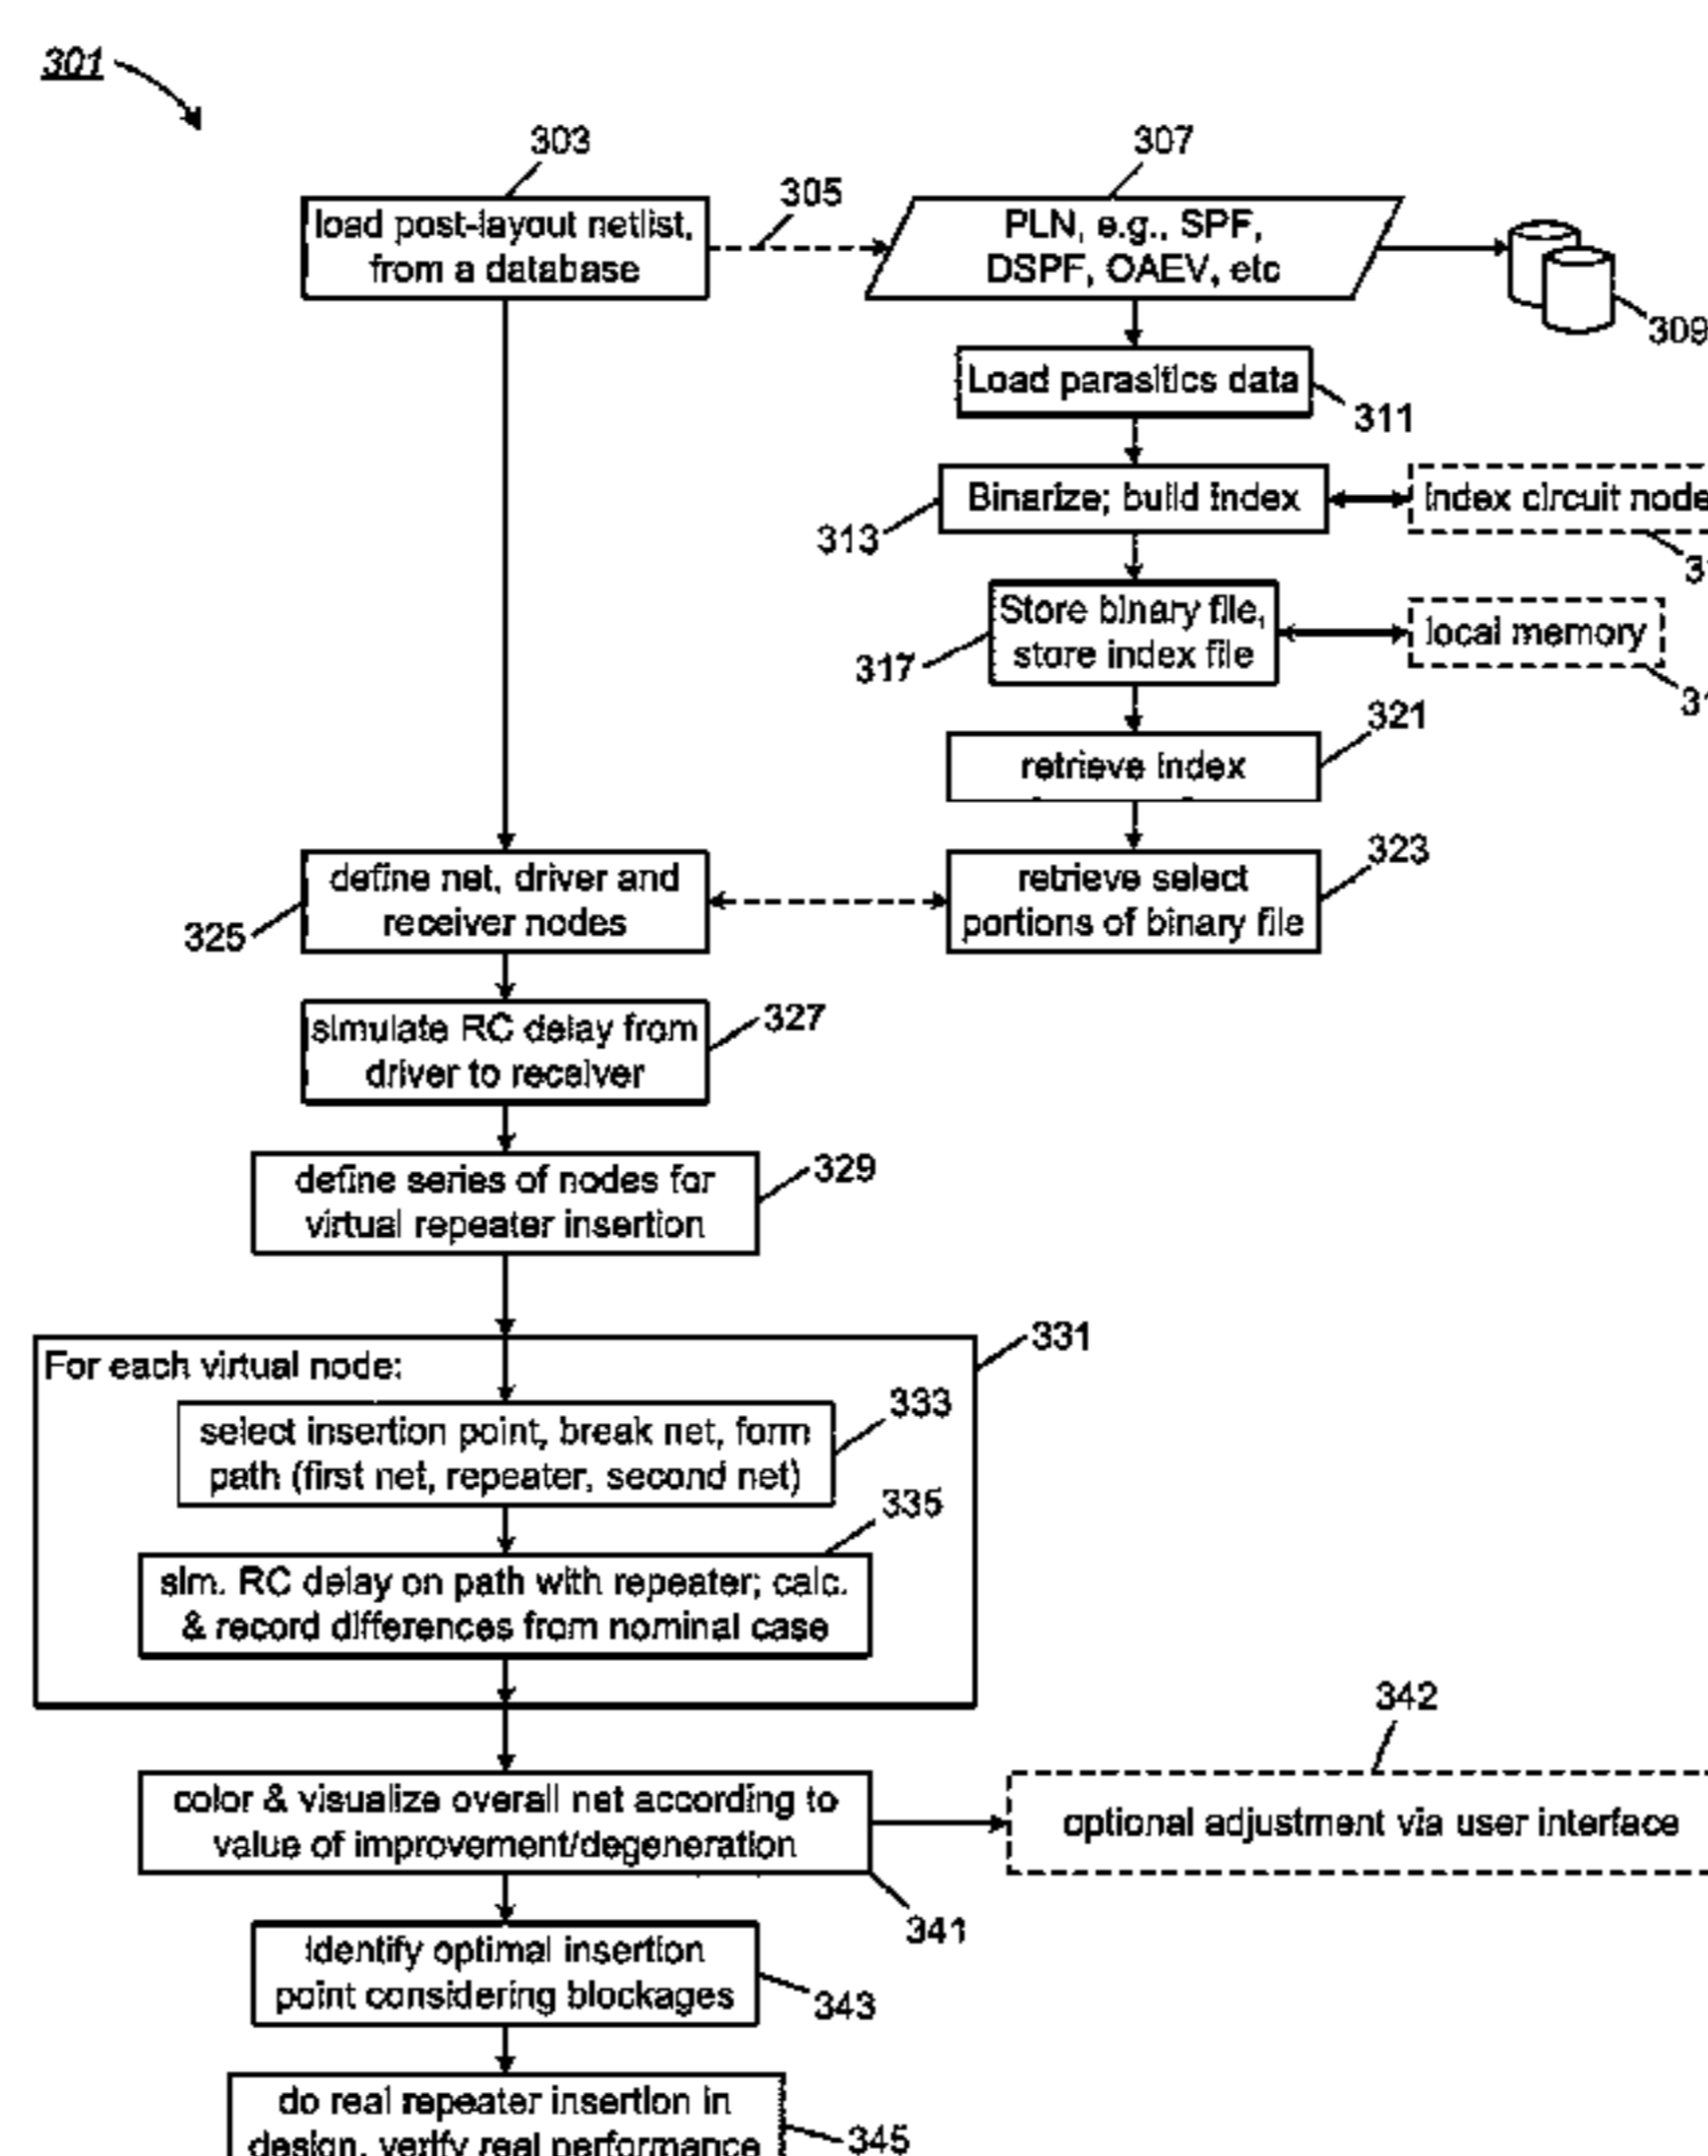 301
303
305
307
load post-layout netlist,
from a database
PLN, e.g., SPF,
DSPF, OAEV, etc
309
Load parasitics data
311
Binarize; build index
index circuit node
313
Store binary file,
store index file
local memory
317
321
retrieve index
323
define net, driver and
receiver nodes
retrieve select
portions of binary file
325
simulate RC delay from
driver to receiver
327
define series of nodes for
virtual repeater insertion
329
331
For each virtual node:
333
select insertion point, break net, form
path (first net, repeater, second net)
335
sim. RC delay on path with repeater; calc.
& record differences from nominal case
342
color & visualize overall net according to
value of improvement/degeneration
optional adjustment via user interface
341
identify optimal insertion
point considering blockages
343
do real repeater insertion in
design, verify real performance
345